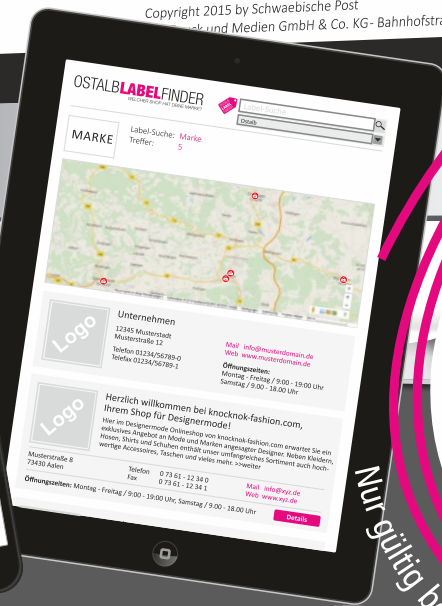 Copyright 2015 by Schwaebische Post
und Medien GmbH & Co. KG - Bahnhofstra
OSTALBLABELFINDER
WELCHER SHOP HAT DEINE MARKE?
Label-Suche
Ostalb
MARKE
Label-Suche: Marke
Treffer: 5
Logo
Unternehmen
12345 Musterstadt
Musterstraße 12
Telefon 01234/56789-0
Telefax 01234/56789-1
Mail info@musterdomain.de
Web www.musterdomain.de
Öffnungszeiten:
Montag - Freitag / 9:00 - 19:00 Uhr
Samstag / 9.00 - 18.00 Uhr
Logo
Herzlich willkommen bei knocknok-fashion.com,
Ihrem Shop für Designermode!
Hier im Designermode Onlineshop von knocknok-fashion.com erwartet Sie ein
exklusives Angebot an Mode und Marken angesagter Designer. Neben Kleidern,
Hosen, Shirts und Schuhen enthält unser umfangreiches Sortiment auch hoch-
wertige Accessoires, Taschen und vieles mehr. >>weiter
Musterstraße 8
73430 Aalen
Telefon 0 73 61 - 12 34 0
Fax 0 73 61 - 12 34 1
Mail info@xyz.de
Web www.xyz.de
Öffnungszeiten: Montag - Freitag / 9:00 - 19:00 Uhr, Samstag / 9.00 - 18.00 Uhr
Details
Nur gültig b